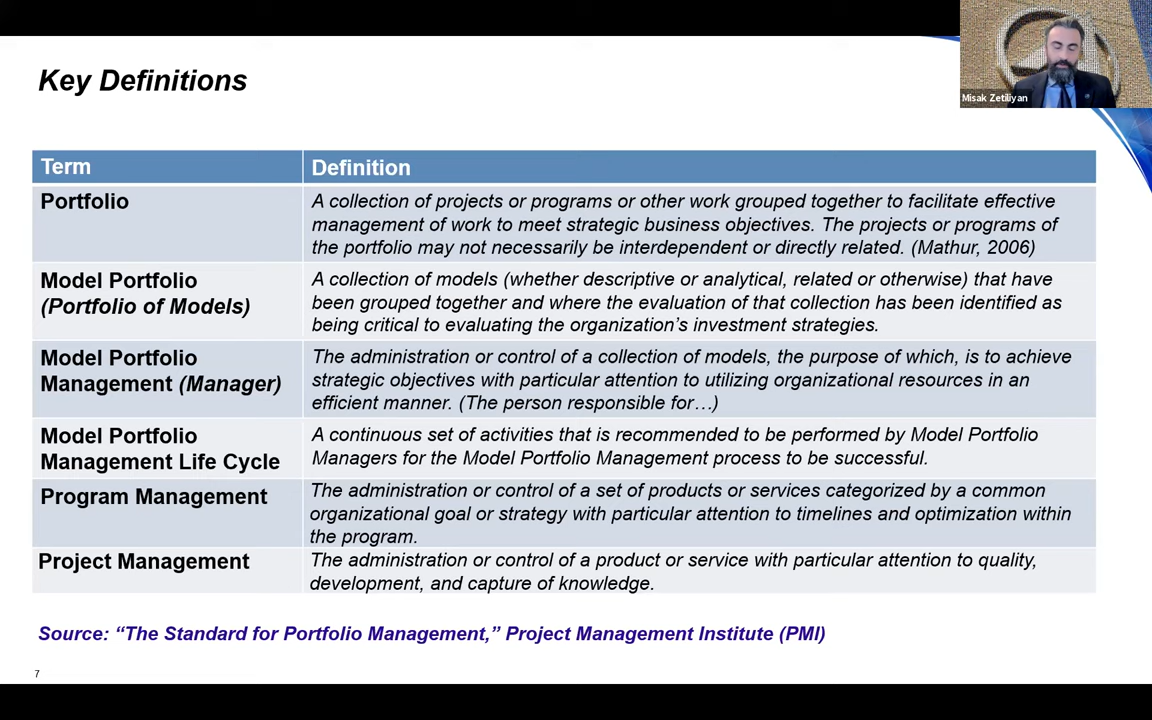 Key Definitions
Misak Zetiliyan
Term
Definition
Portfolio
A collection of projects or programs or other work grouped together to facilitate effective
management of work to meet strategic business objectives. The projects or programs of
the portfolio may not necessarily be interdependent or directly related. (Mathur, 2006)
Model Portfolio
(Portfolio of Models)
A collection of models (whether descriptive or analytical, related or otherwise) that have
been grouped together and where the evaluation of that collection has been identified as
being critical to evaluating the organization's investment strategies.
Model Portfolio
Management (Manager)
The administration or control of a collection of models, the purpose of which, is to achieve
strategic objectives with particular attention to utilizing organizational resources in an
efficient manner. (The person responsible for…)
Model Portfolio
Management Life Cycle
A continuous set of activities that is recommended to be performed by Model Portfolio
Managers for the Model Portfolio Management process to be successful.
Program Management
The administration or control of a set of products or services categorized by a common
organizational goal or strategy with particular attention to timelines and optimization within
the program.
Project Management
The administration or control of a product or service with particular attention to quality,
development, and capture of knowledge.
Source: “The Standard for Portfolio Management,” Project Management Institute (PMI)
7